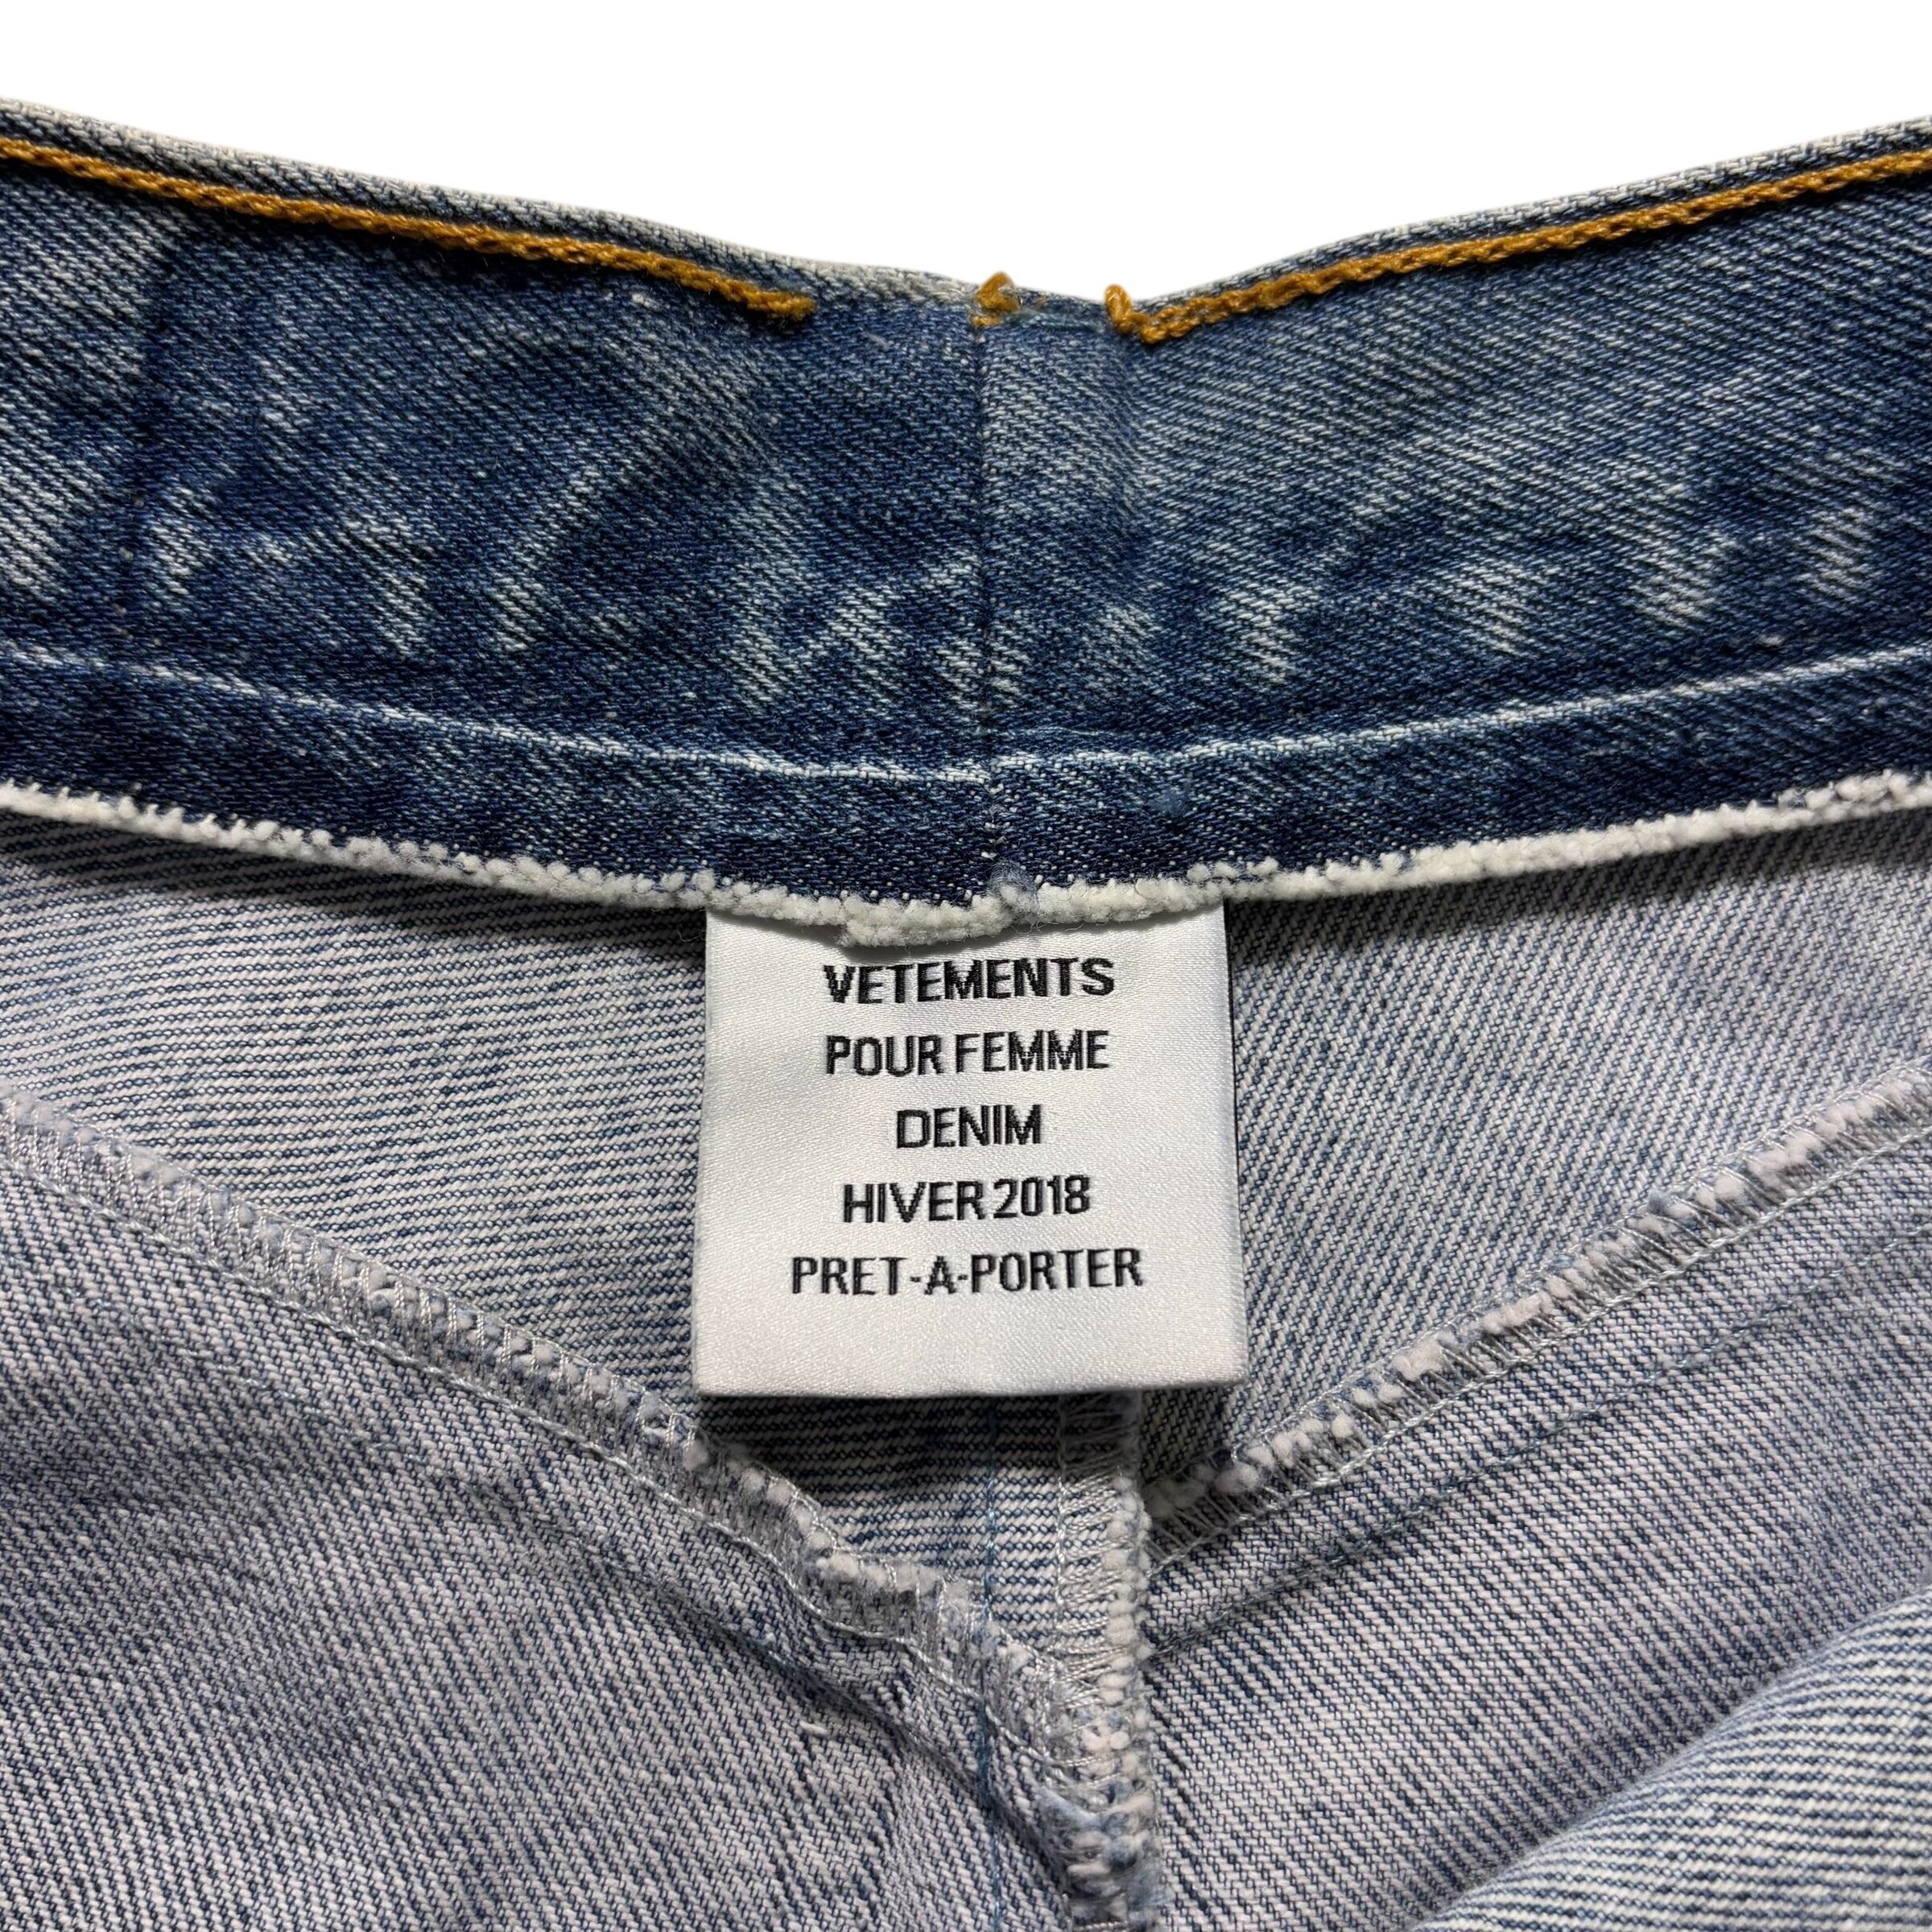 VETEMENTS
POUR FEMME
DENIM
HIVER 2018
PRET-A-PORTER